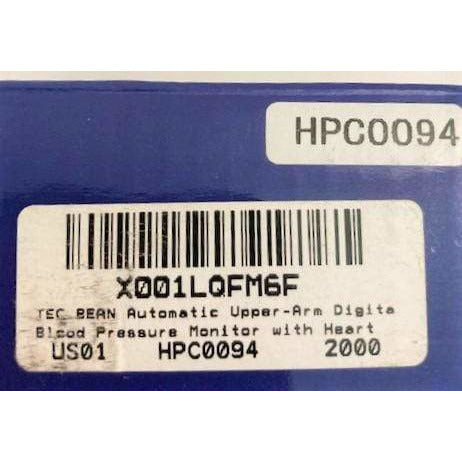 HPC0094
X001LQFM6F
TEC BEAN Automatic Upper-Arm Digita
Blood Pressure Monitor with Heart
US01 HPC0094 2000